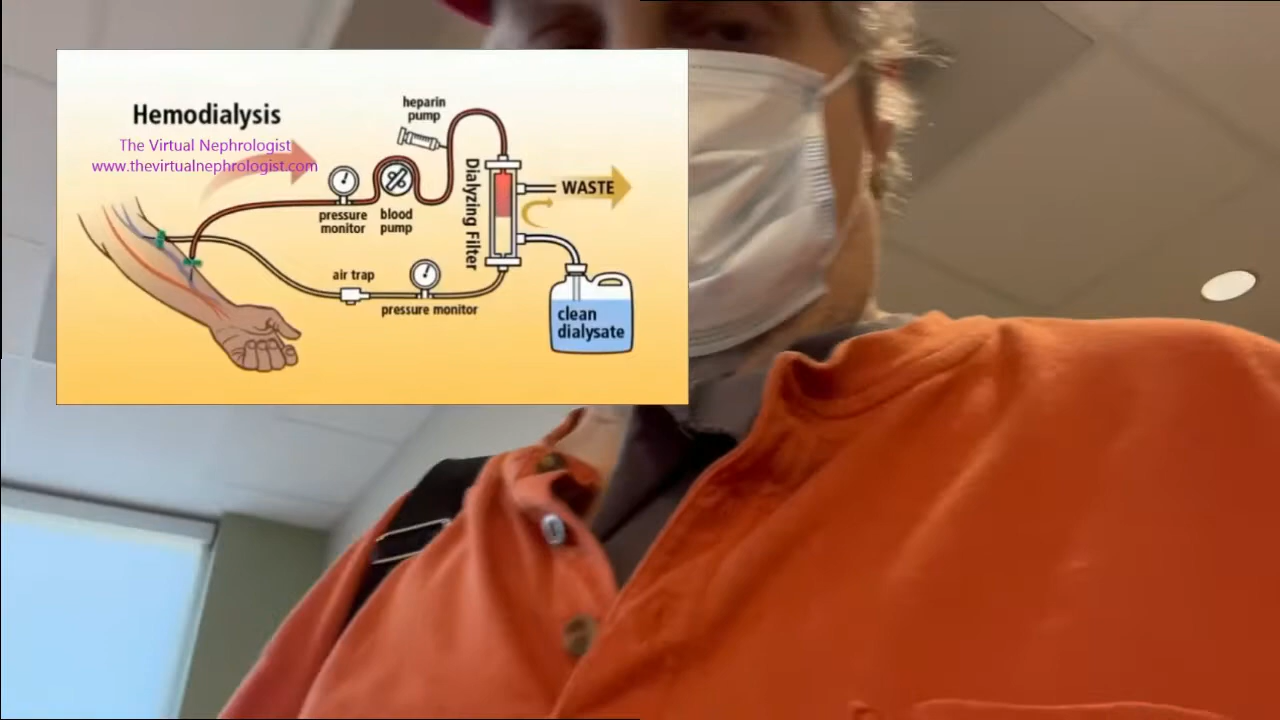 Hemodialysis
The Virtual Nephrologist
www.thevirtualnephrologist.com
heparin
pump
pressure
monitor
blood
pump
Dialyzing Filter
WASTE
air trap
pressure monitor
clean
dialysate